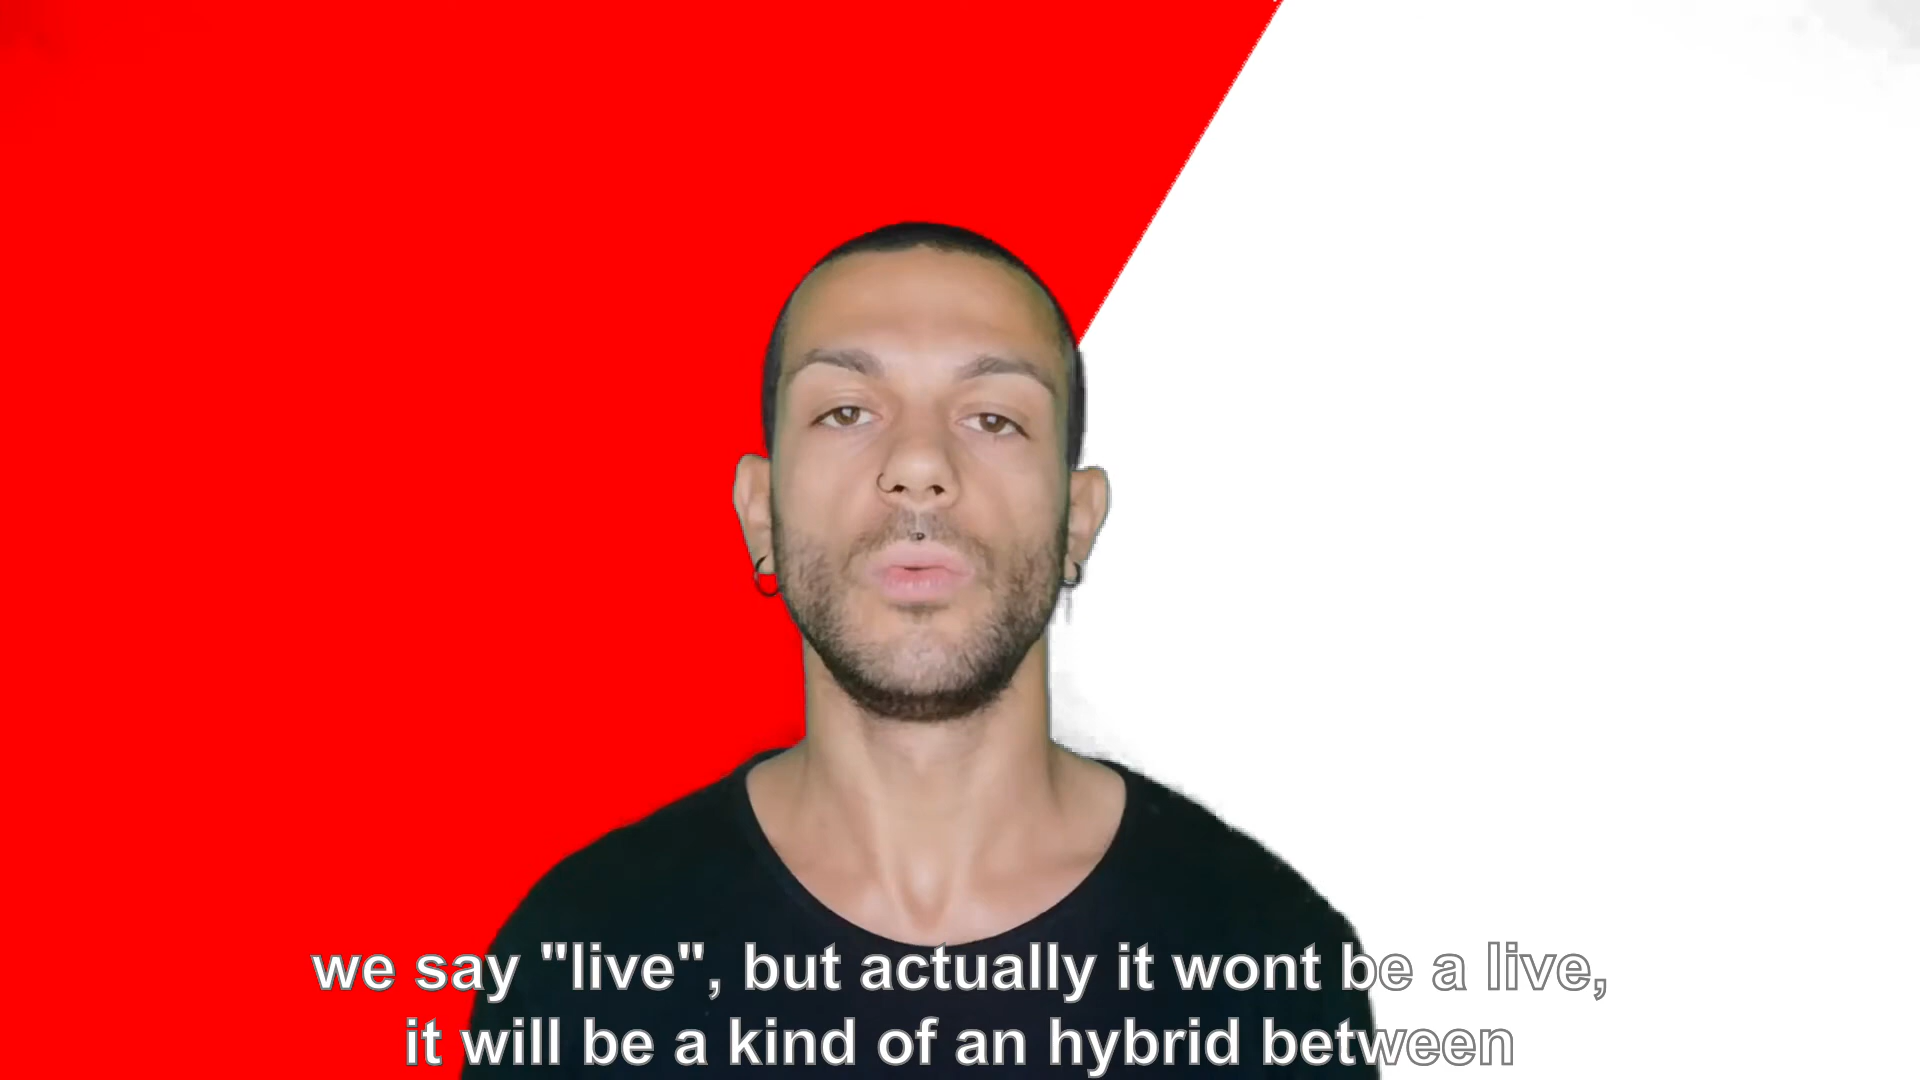 we say "live", but actually it wont be a live,
it will be a kind of an hybrid between